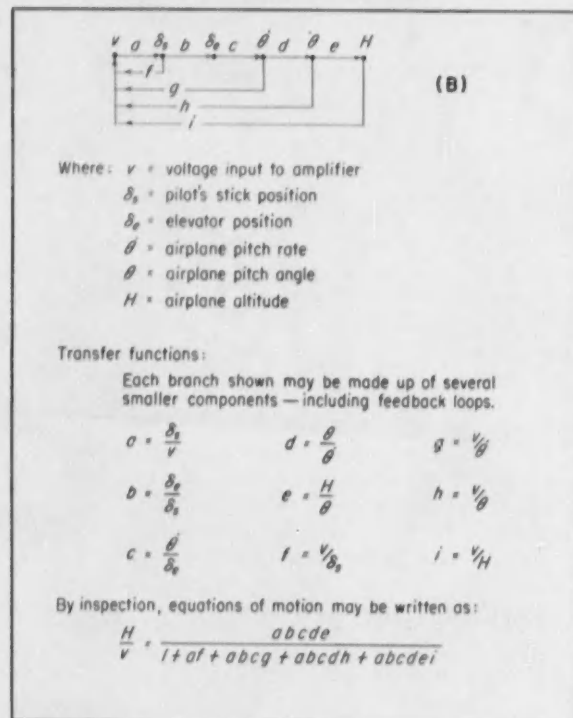 v a δₛ b δₑ c θ̇ d θ e H
f
g
h
i
(B)
Where: v = voltage input to amplifier
δₛ = pilot's stick position
δₑ = elevator position
θ̇ = airplane pitch rate
θ = airplane pitch angle
H = airplane altitude
Transfer functions:
Each branch shown may be made up of several
smaller components — including feedback loops.
a = δₛ/v d = θ/θ̇ g = v/θ̇
b = δₑ/δₛ e = H/θ h = v/θ
c = θ̇/δₑ f = v/δₛ i = v/H
By inspection, equations of motion may be written as:
H/v = abcde/(1 + af + abcg + abcdh + abcdei)